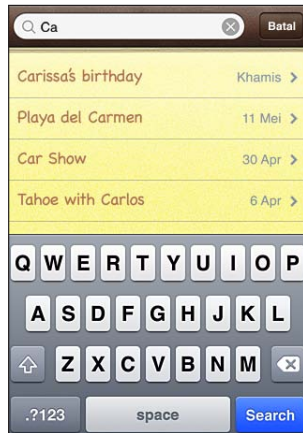 Ca
Batal
Carissa's birthday Khamis
Playa del Carmen 11 Mei
Car Show 30 Apr
Tahoe with Carlos 6 Apr
Q W E R T Y U I O P
A S D F G H J K L
Z X C V B N M
.?123 space Search